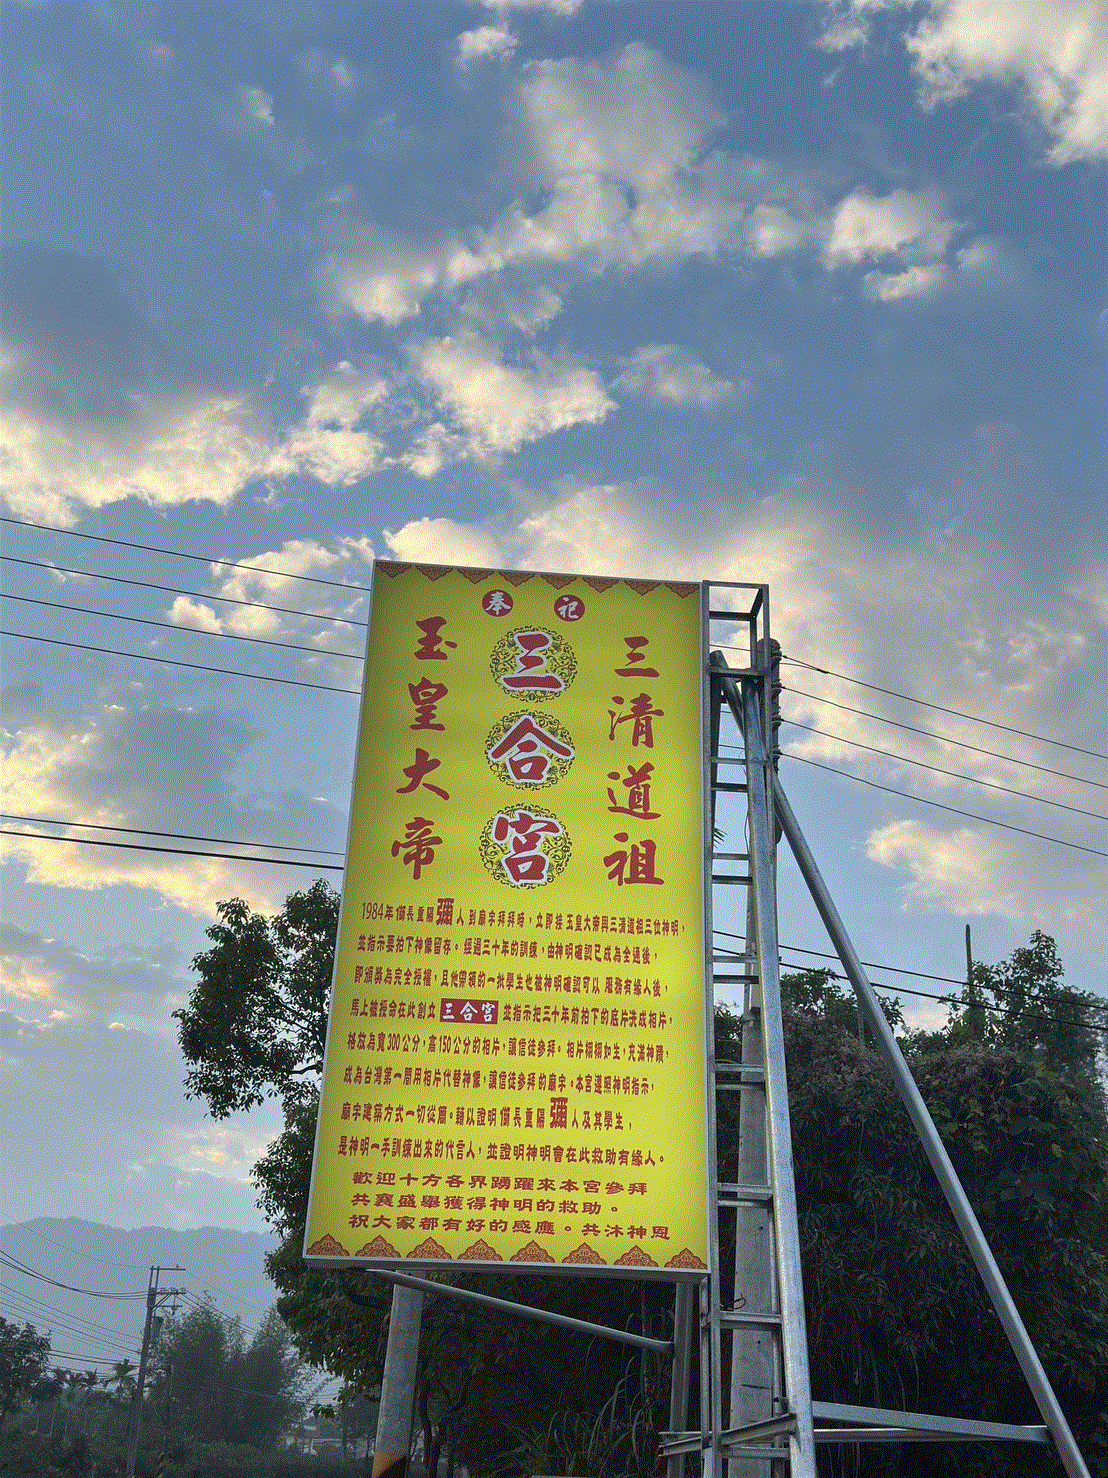 奉祀
三清道祖
三合宮
玉皇大帝
1984年備長重陽彌人到廟宇拜拜時，立即接玉皇大帝與三清道祖三位神明，
並指示要拍下神像留存。經過三十年的訓練，由神明確認已成為全通後，
即頒獎為完全授權，且他帶領的一批學生也被神明確認可以服務有緣人後，
馬上被授命在此創立三合宮並指示把三十年前拍下的底片洗成相片，
格放為寬300公分，高150公分的相片，讓信徒參拜。相片栩栩如生，充滿神蹟，
成為台灣第一間用相片代替神像，讓信徒參拜的廟宇。本宮遵照神明指示，
廟宇建築方式一切從簡。藉以證明備長重陽彌人及其學生，
是神明一手訓練出來的代言人，並證明神明會在此救助有緣人。
歡迎十方各界踴躍來本宮參拜
共襄盛舉獲得神明的救助。
祝大家都有好的感應。共沐神恩